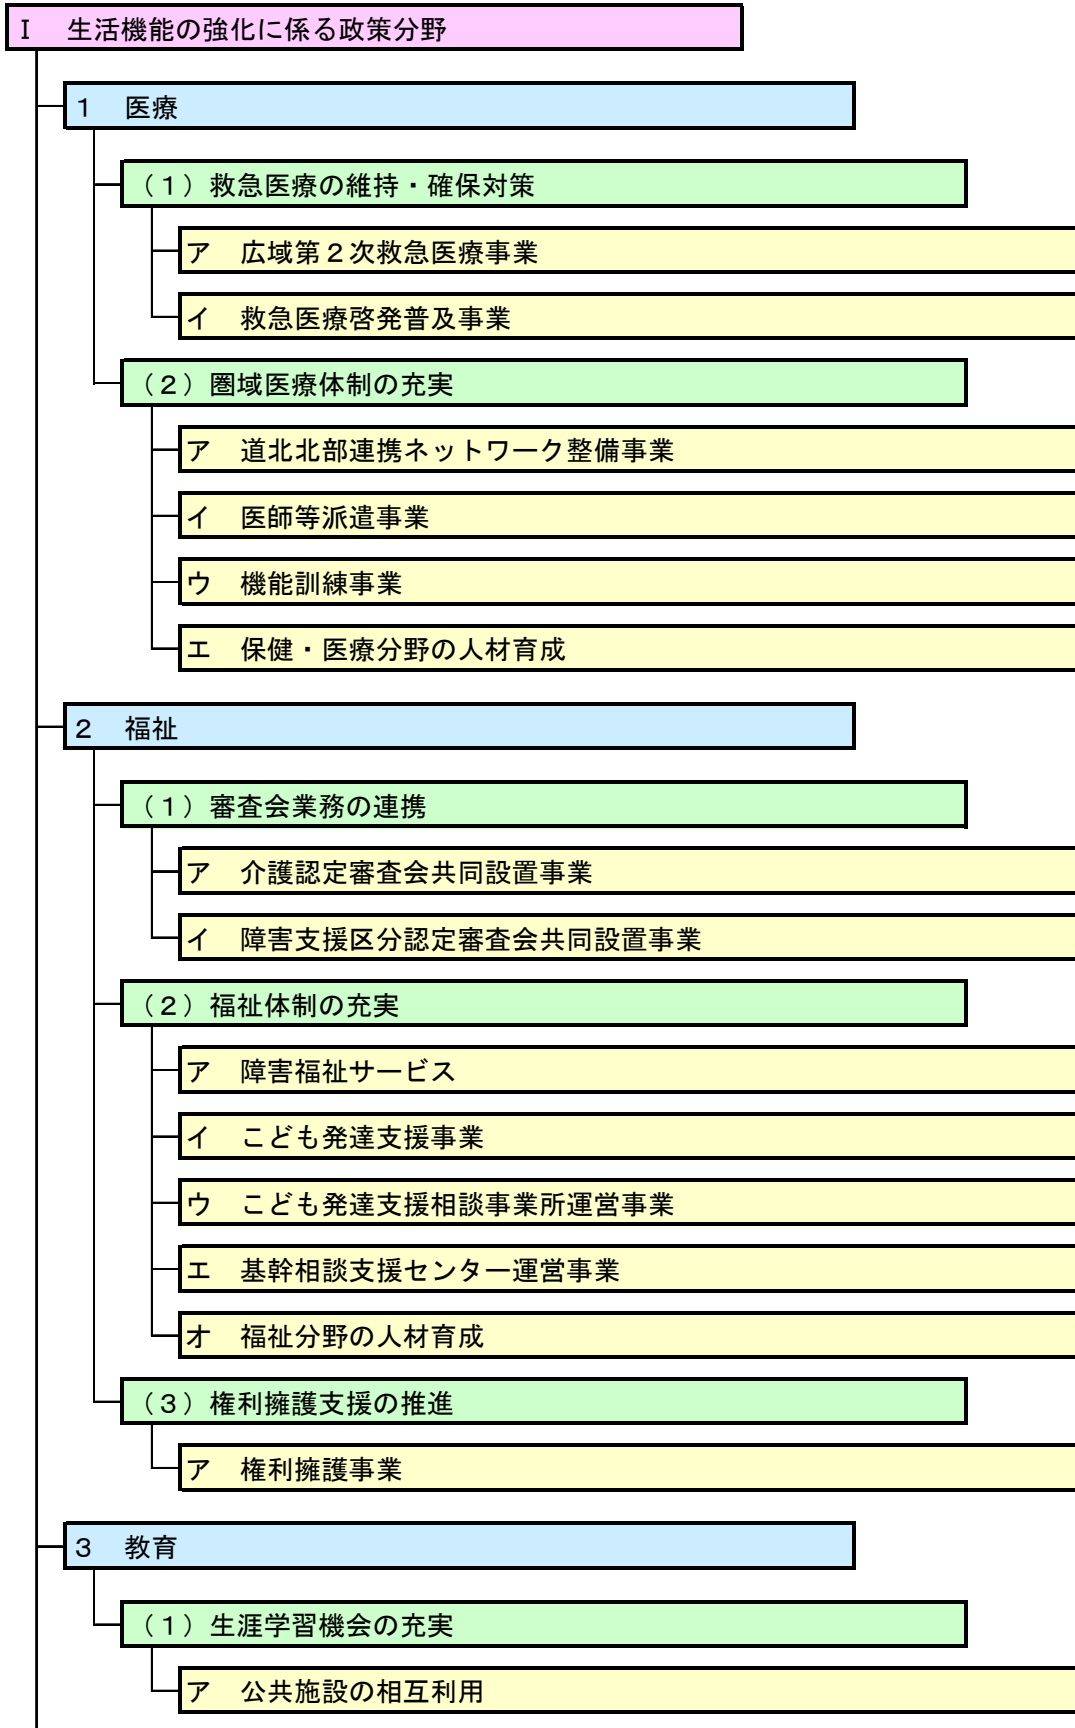 Ⅰ　生活機能の強化に係る政策分野
１　医療
（１）救急医療の維持・確保対策
ア　広域第２次救急医療事業
イ　救急医療啓発普及事業
（２）圏域医療体制の充実
ア　道北北部連携ネットワーク整備事業
イ　医師等派遣事業
ウ　機能訓練事業
エ　保健・医療分野の人材育成
２　福祉
（１）審査会業務の連携
ア　介護認定審査会共同設置事業
イ　障害支援区分認定審査会共同設置事業
（２）福祉体制の充実
ア　障害福祉サービス
イ　こども発達支援事業
ウ　こども発達支援相談事業所運営事業
エ　基幹相談支援センター運営事業
オ　福祉分野の人材育成
（３）権利擁護支援の推進
ア　権利擁護事業
３　教育
（１）生涯学習機会の充実
ア　公共施設の相互利用